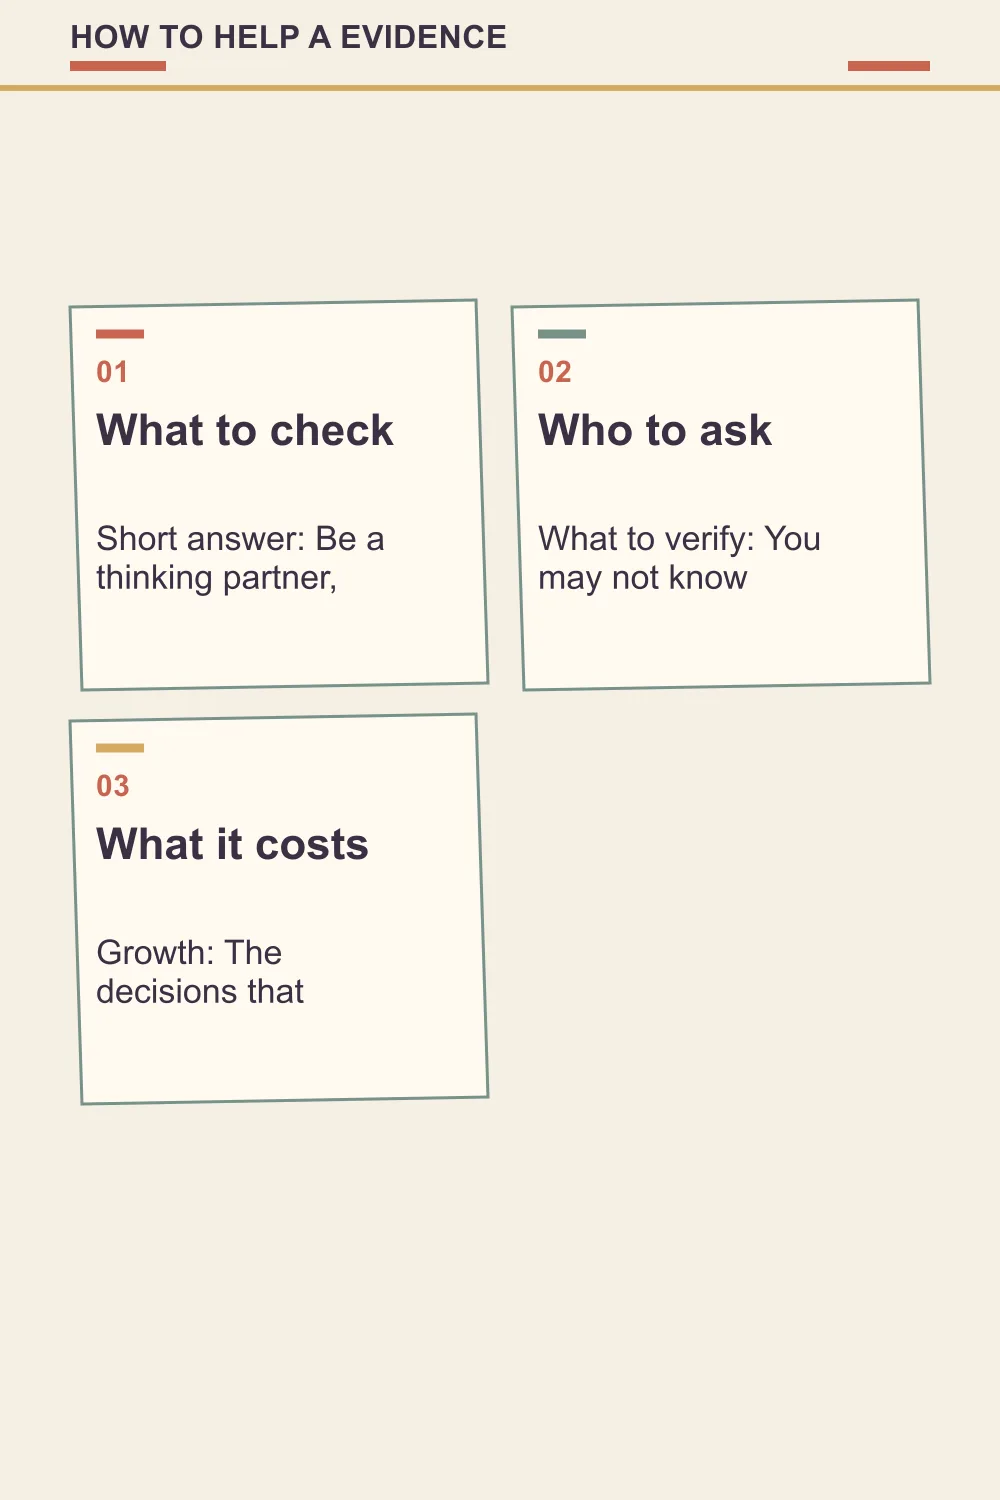 HOW TO HELP A EVIDENCE
01
What to check
Short answer: Be a
thinking partner,
02
Who to ask
What to verify: You
may not know
03
What it costs
Growth: The
decisions that